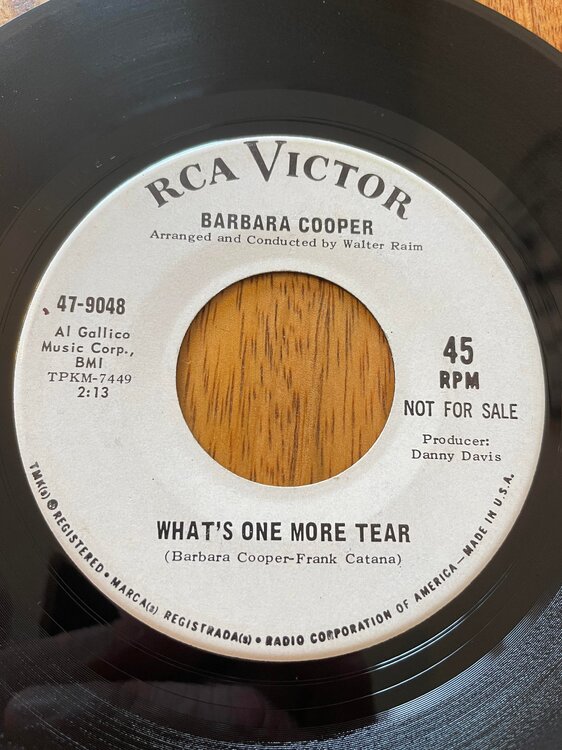 RCA VICTOR
BARBARA COOPER
Arranged and Conducted by Walter Raim
47-9048
Al Gallico
Music Corp.,
BMI
TPKM-7449
2:13
45
RPM
NOT FOR SALE
Producer:
Danny Davis
WHAT'S ONE MORE TEAR
(Barbara Cooper-Frank Catana)
TMK(s) ® REGISTERED • MARCA(s) REGISTRADA(s) • RADIO CORPORATION OF AMERICA—MADE IN U.S.A.